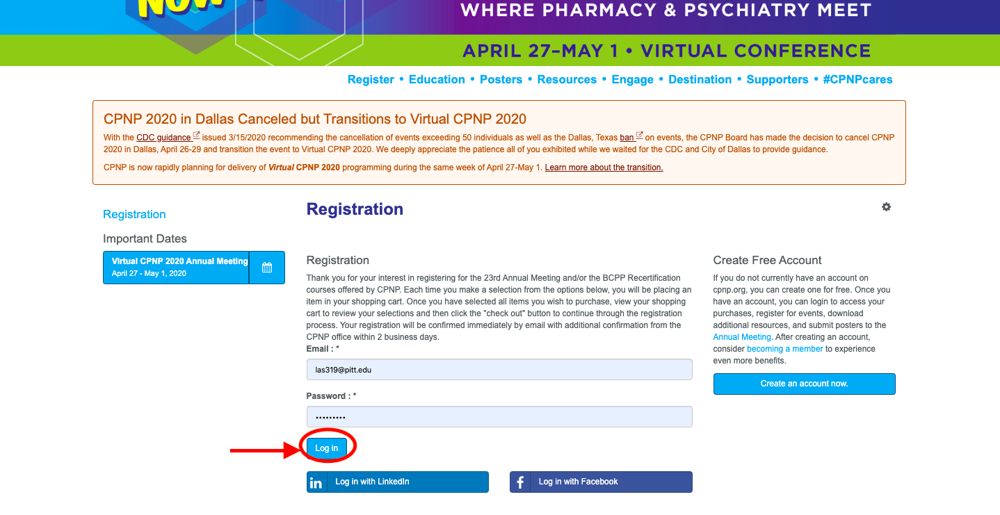 NOW
WHERE PHARMACY & PSYCHIATRY MEET
APRIL 27–MAY 1 • VIRTUAL CONFERENCE
Register • Education • Posters • Resources • Engage • Destination • Supporters • #CPNPcares
CPNP 2020 in Dallas Canceled but Transitions to Virtual CPNP 2020
With the CDC guidance issued 3/15/2020 recommending the cancellation of events exceeding 50 individuals as well as the Dallas, Texas ban on events, the CPNP Board has made the decision to cancel CPNP
2020 in Dallas, April 26-29 and transition the event to Virtual CPNP 2020. We deeply appreciate the patience all of you exhibited while we waited for the CDC and City of Dallas to provide guidance.
CPNP is now rapidly planning for delivery of Virtual CPNP 2020 programming during the same week of April 27-May 1. Learn more about the transition.
Registration
Important Dates
Virtual CPNP 2020 Annual Meeting
April 27 - May 1, 2020
Registration
Registration
Thank you for your interest in registering for the 23rd Annual Meeting and/or the BCPP Recertification
courses offered by CPNP. Each time you make a selection from the options below, you will be placing an
item in your shopping cart. Once you have selected all items you wish to purchase, view your shopping
cart to review your selections and then click the "check out" button to continue through the registration
process. Your registration will be confirmed immediately by email with additional confirmation from the
CPNP office within 2 business days.
Email : *
las319@pitt.edu
Password : *
•••••••••
Log in
in Log in with LinkedIn
f Log in with Facebook
Create Free Account
If you do not currently have an account on
cpnp.org, you can create one for free. Once you
have an account, you can login to access your
purchases, register for events, download
additional resources, and submit posters to the
Annual Meeting. After creating an account,
consider becoming a member to experience
even more benefits.
Create an account now.